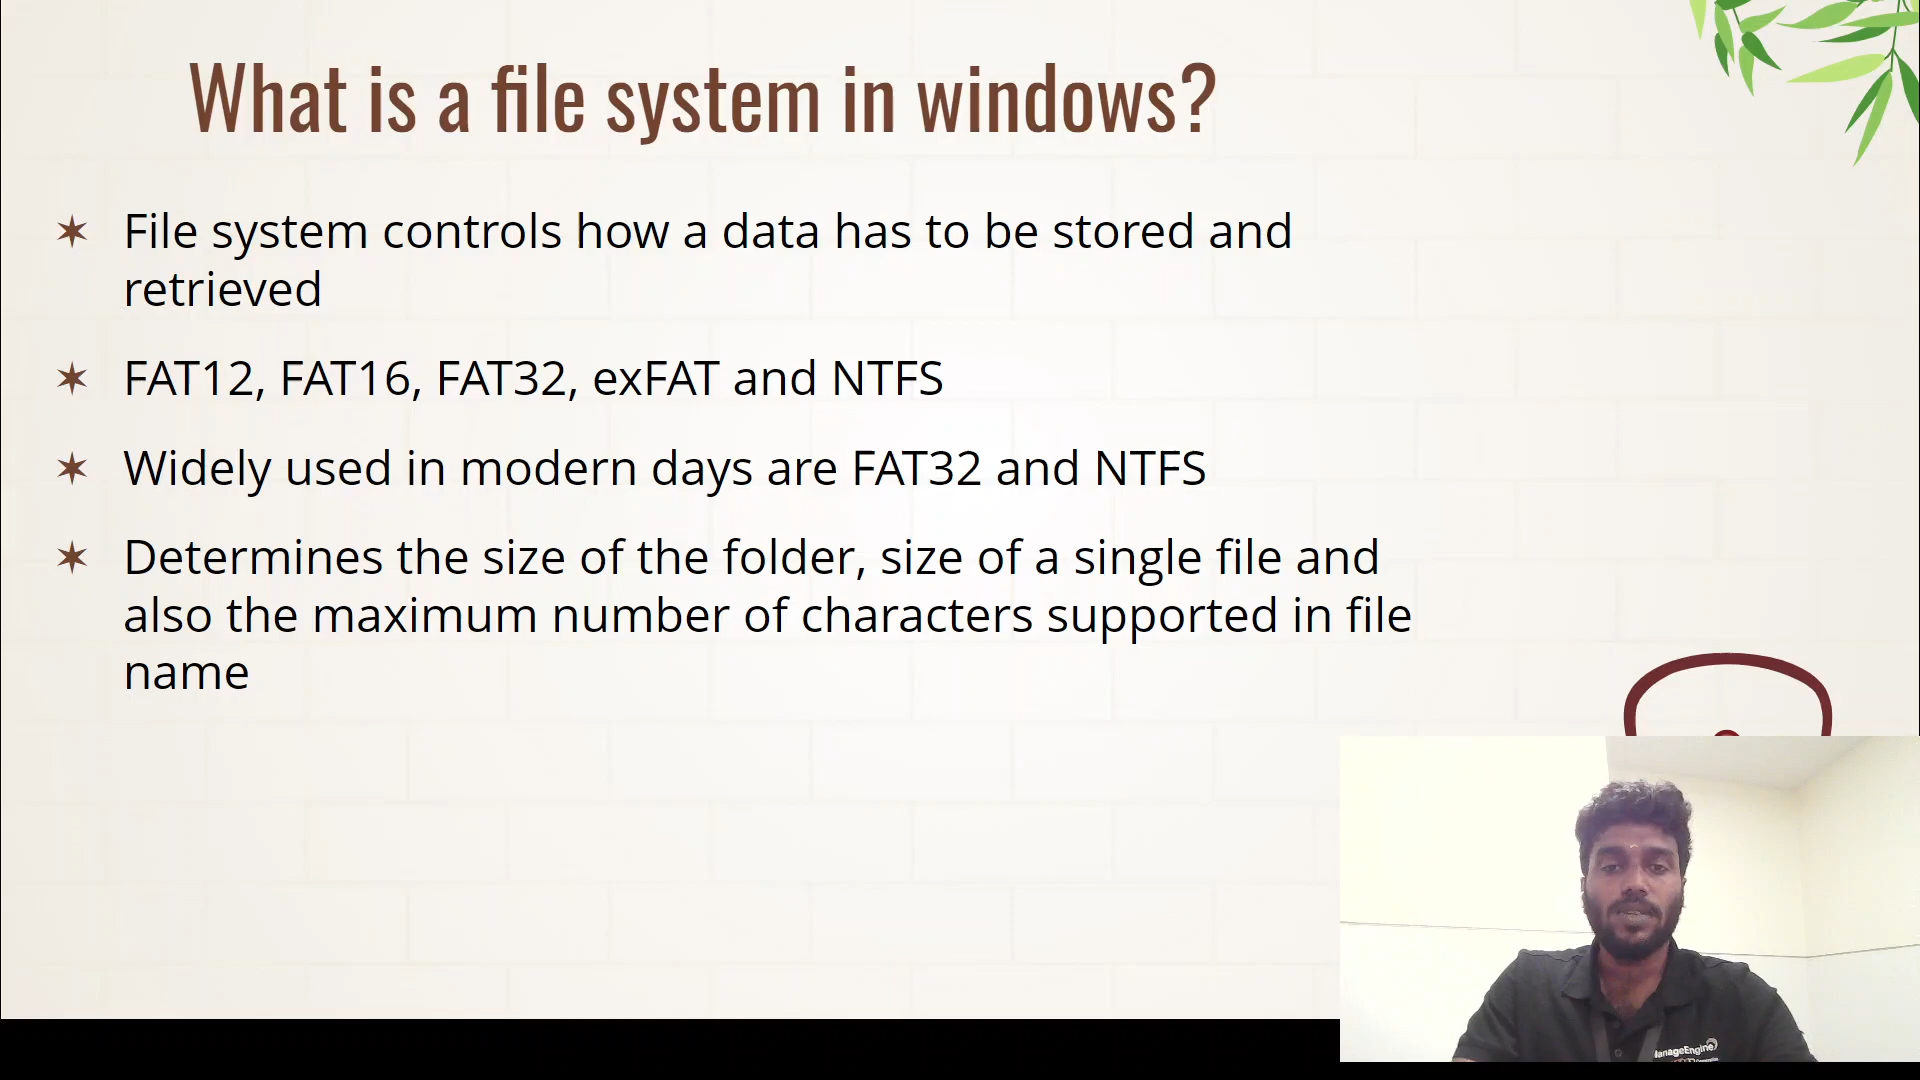 What is a file system in windows?
✶ File system controls how a data has to be stored and
retrieved
✶ FAT12, FAT16, FAT32, exFAT and NTFS
✶ Widely used in modern days are FAT32 and NTFS
✶ Determines the size of the folder, size of a single file and
also the maximum number of characters supported in file
name
ManageEngine